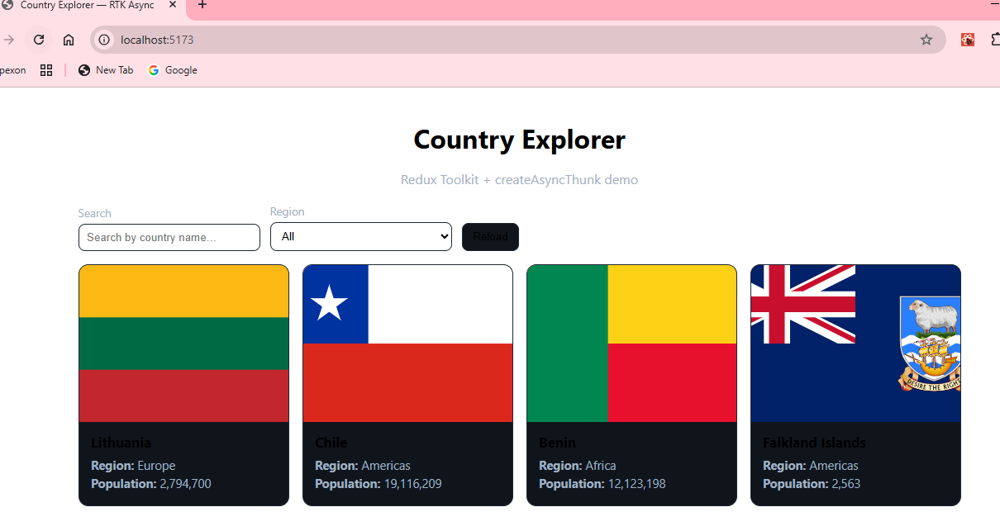 Country Explorer — RTK Async
localhost:5173
pexon
New Tab
Google
Country Explorer
Redux Toolkit + createAsyncThunk demo
Search
Region
Search by country name...
All
Reload
Lithuania
Region: Europe
Population: 2,794,700
Chile
Region: Americas
Population: 19,116,209
Benin
Region: Africa
Population: 12,123,198
DESIRE THE RIGHT
Falkland Islands
Region: Americas
Population: 2,563